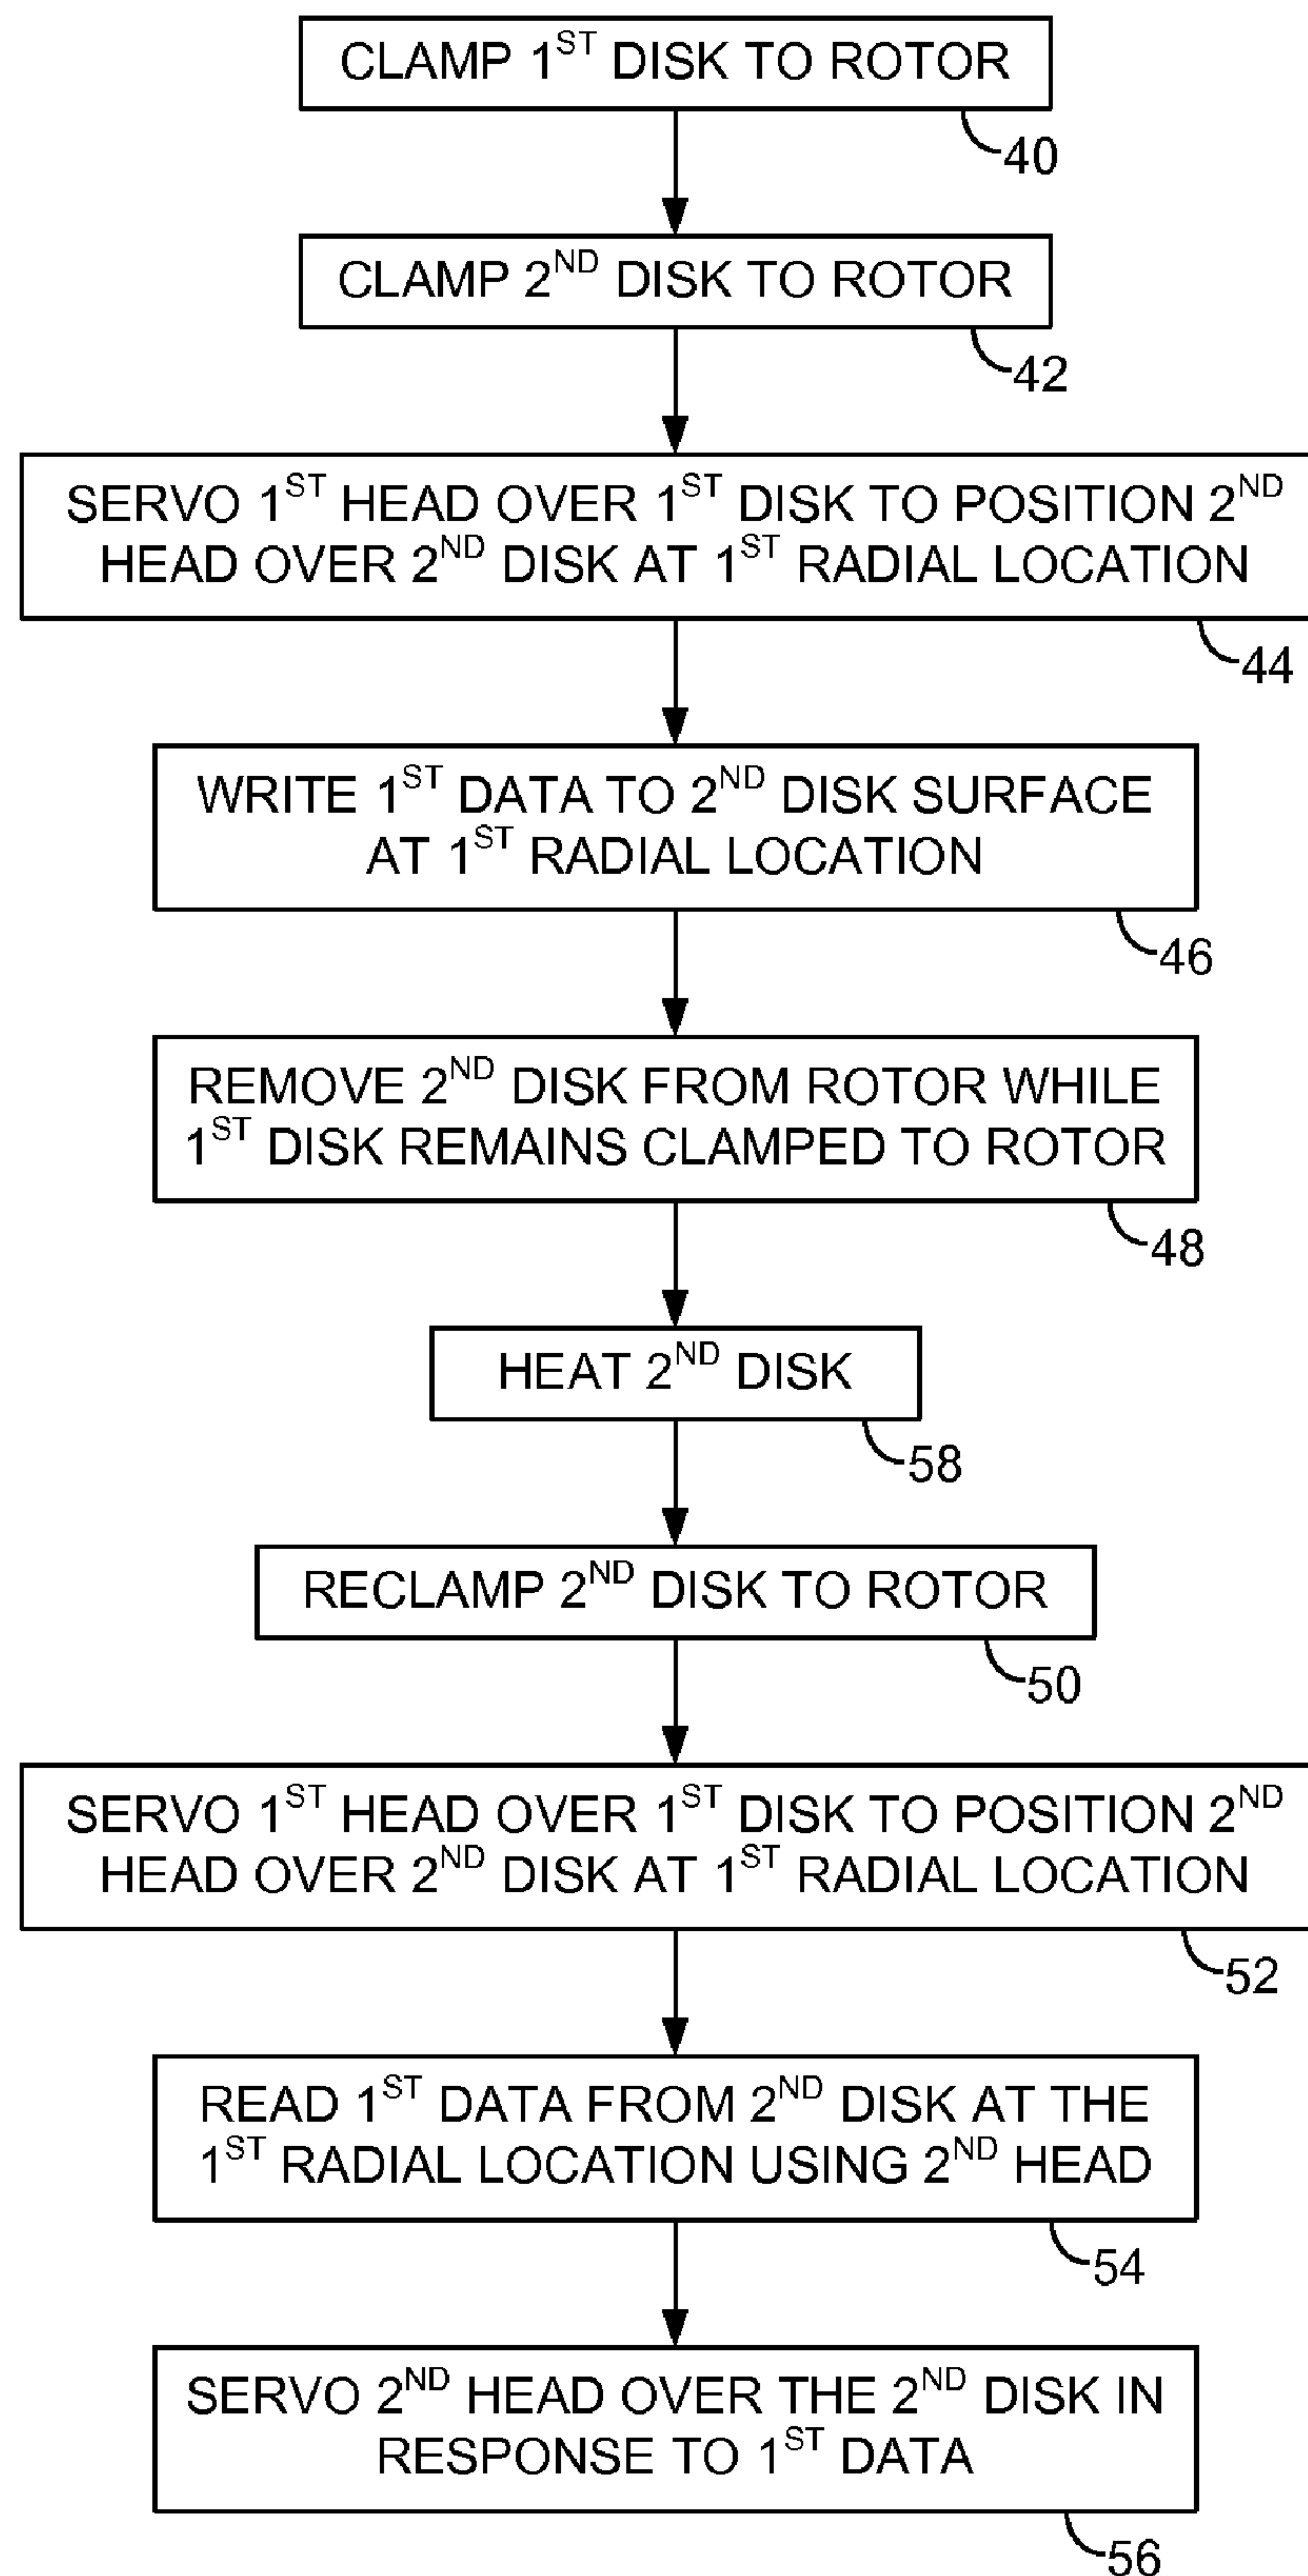 CLAMP 1ST DISK TO ROTOR
40
CLAMP 2ND DISK TO ROTOR
42
SERVO 1ST HEAD OVER 1ST DISK TO POSITION 2ND
HEAD OVER 2ND DISK AT 1ST RADIAL LOCATION
44
WRITE 1ST DATA TO 2ND DISK SURFACE
AT 1ST RADIAL LOCATION
46
REMOVE 2ND DISK FROM ROTOR WHILE
1ST DISK REMAINS CLAMPED TO ROTOR
48
HEAT 2ND DISK
58
RECLAMP 2ND DISK TO ROTOR
50
SERVO 1ST HEAD OVER 1ST DISK TO POSITION 2ND
HEAD OVER 2ND DISK AT 1ST RADIAL LOCATION
52
READ 1ST DATA FROM 2ND DISK AT THE
1ST RADIAL LOCATION USING 2ND HEAD
54
SERVO 2ND HEAD OVER THE 2ND DISK IN
RESPONSE TO 1ST DATA
56